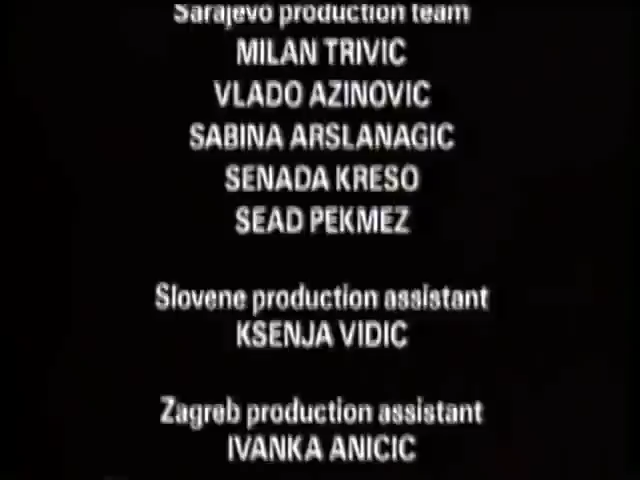 Sarajevo production team
MILAN TRIVIC
VLADO AZINOVIC
SABINA ARSLANAGIC
SENADA KRESO
SEAD PEKMEZ
Slovene production assistant
KSENJA VIDIC
Zagreb production assistant
IVANKA ANICIC